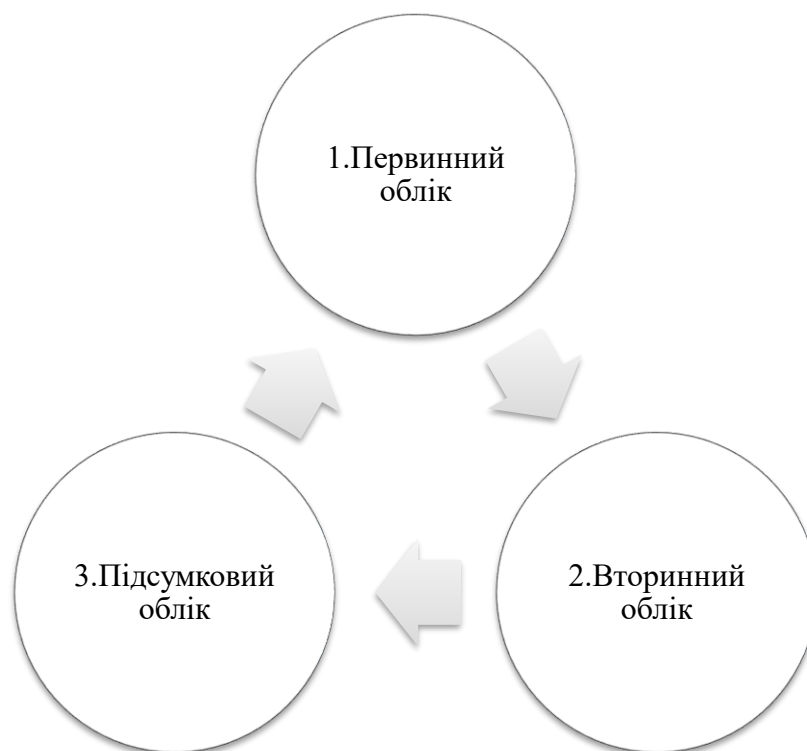 1.Первинний
облік
2.Вторинний
облік
3.Підсумковий
облік